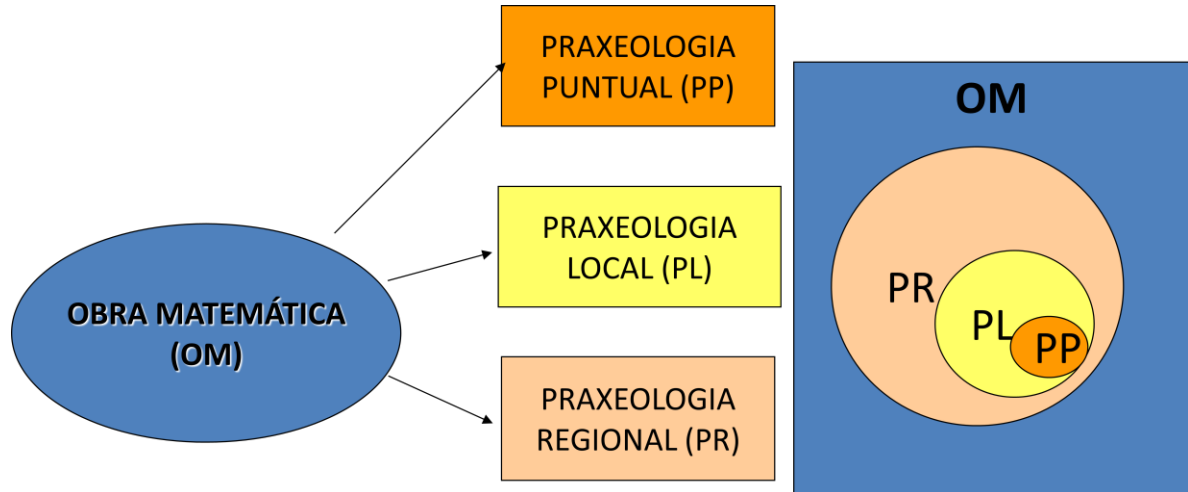 PRAXEOLOGIA
PUNTUAL (PP)
PRAXEOLOGIA
LOCAL (PL)
OBRA MATEMÁTICA
(OM)
PRAXEOLOGIA
REGIONAL (PR)
OM
PR
PL
PP